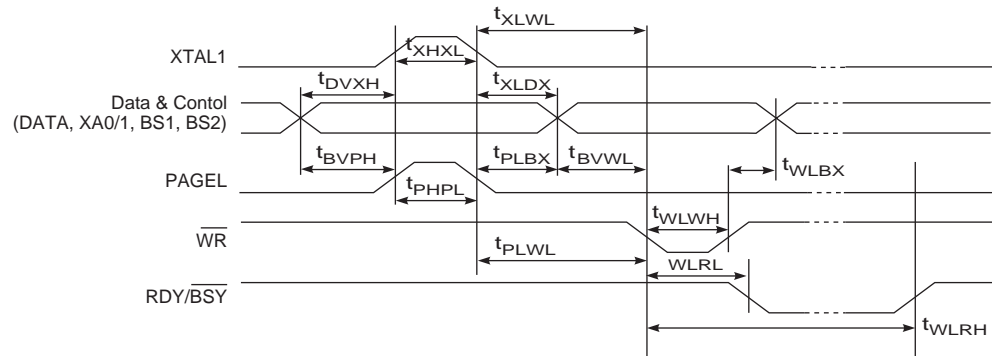 tXLWL
XTAL1
tXHXL
tDVXH
tXLDX
Data & Contol
(DATA, XA0/1, BS1, BS2)
tBVPH
tPLBX
tBVWL
tWLBX
PAGEL
tPHPL
tWLWH
WR
tPLWL
WLRL
RDY/BSY
tWLRH